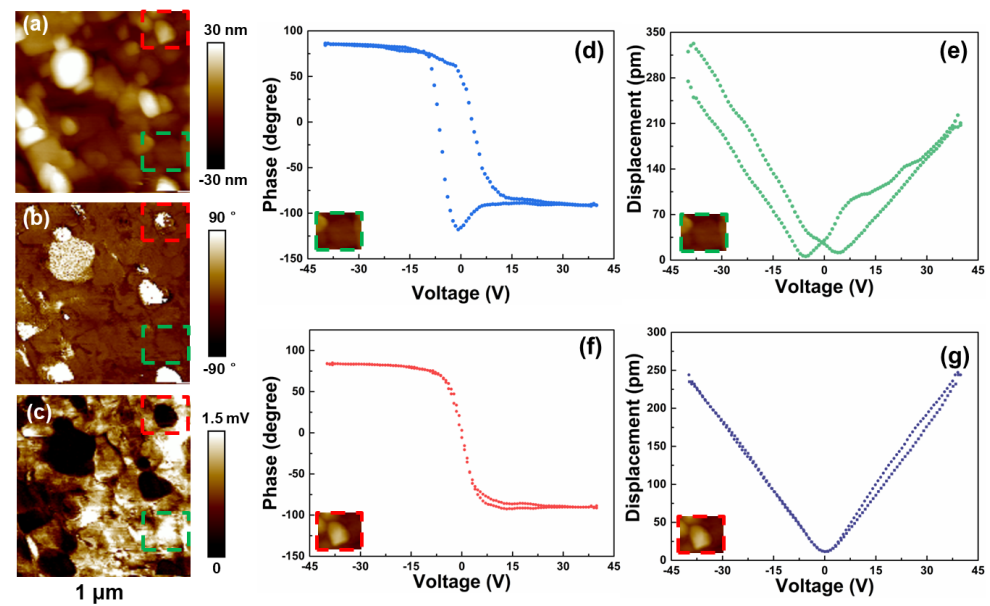 (a)
30 nm
-30 nm
(b)
90 °
-90 °
(c)
1.5 mV
0
1 μm
(d)
Phase (degree)
100
50
0
-50
-100
-150
-45 -30 -15 0 15 30 45
Voltage (V)
(e)
Displacement (pm)
350
280
210
140
70
0
-45 -30 -15 0 15 30 45
Voltage (V)
(f)
Phase (degree)
100
50
0
-50
-100
-150
-45 -30 -15 0 15 30 45
Voltage (V)
(g)
Displacement (pm)
300
250
200
150
100
50
0
-45 -30 -15 0 15 30 45
Voltage (V)